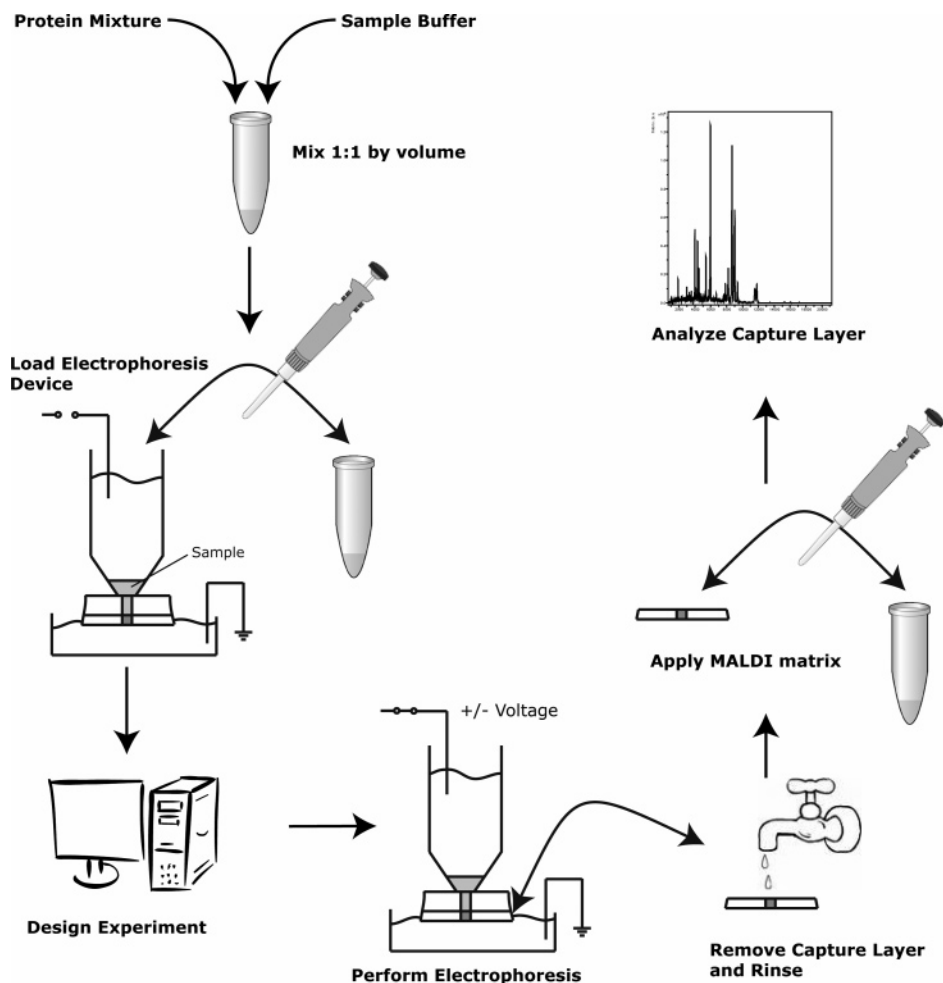 Protein Mixture
Sample Buffer
Mix 1:1 by volume
Load Electrophoresis
Device
Sample
Design Experiment
+/- Voltage
Perform Electrophoresis
Remove Capture Layer
and Rinse
Apply MALDI matrix
Analyze Capture Layer